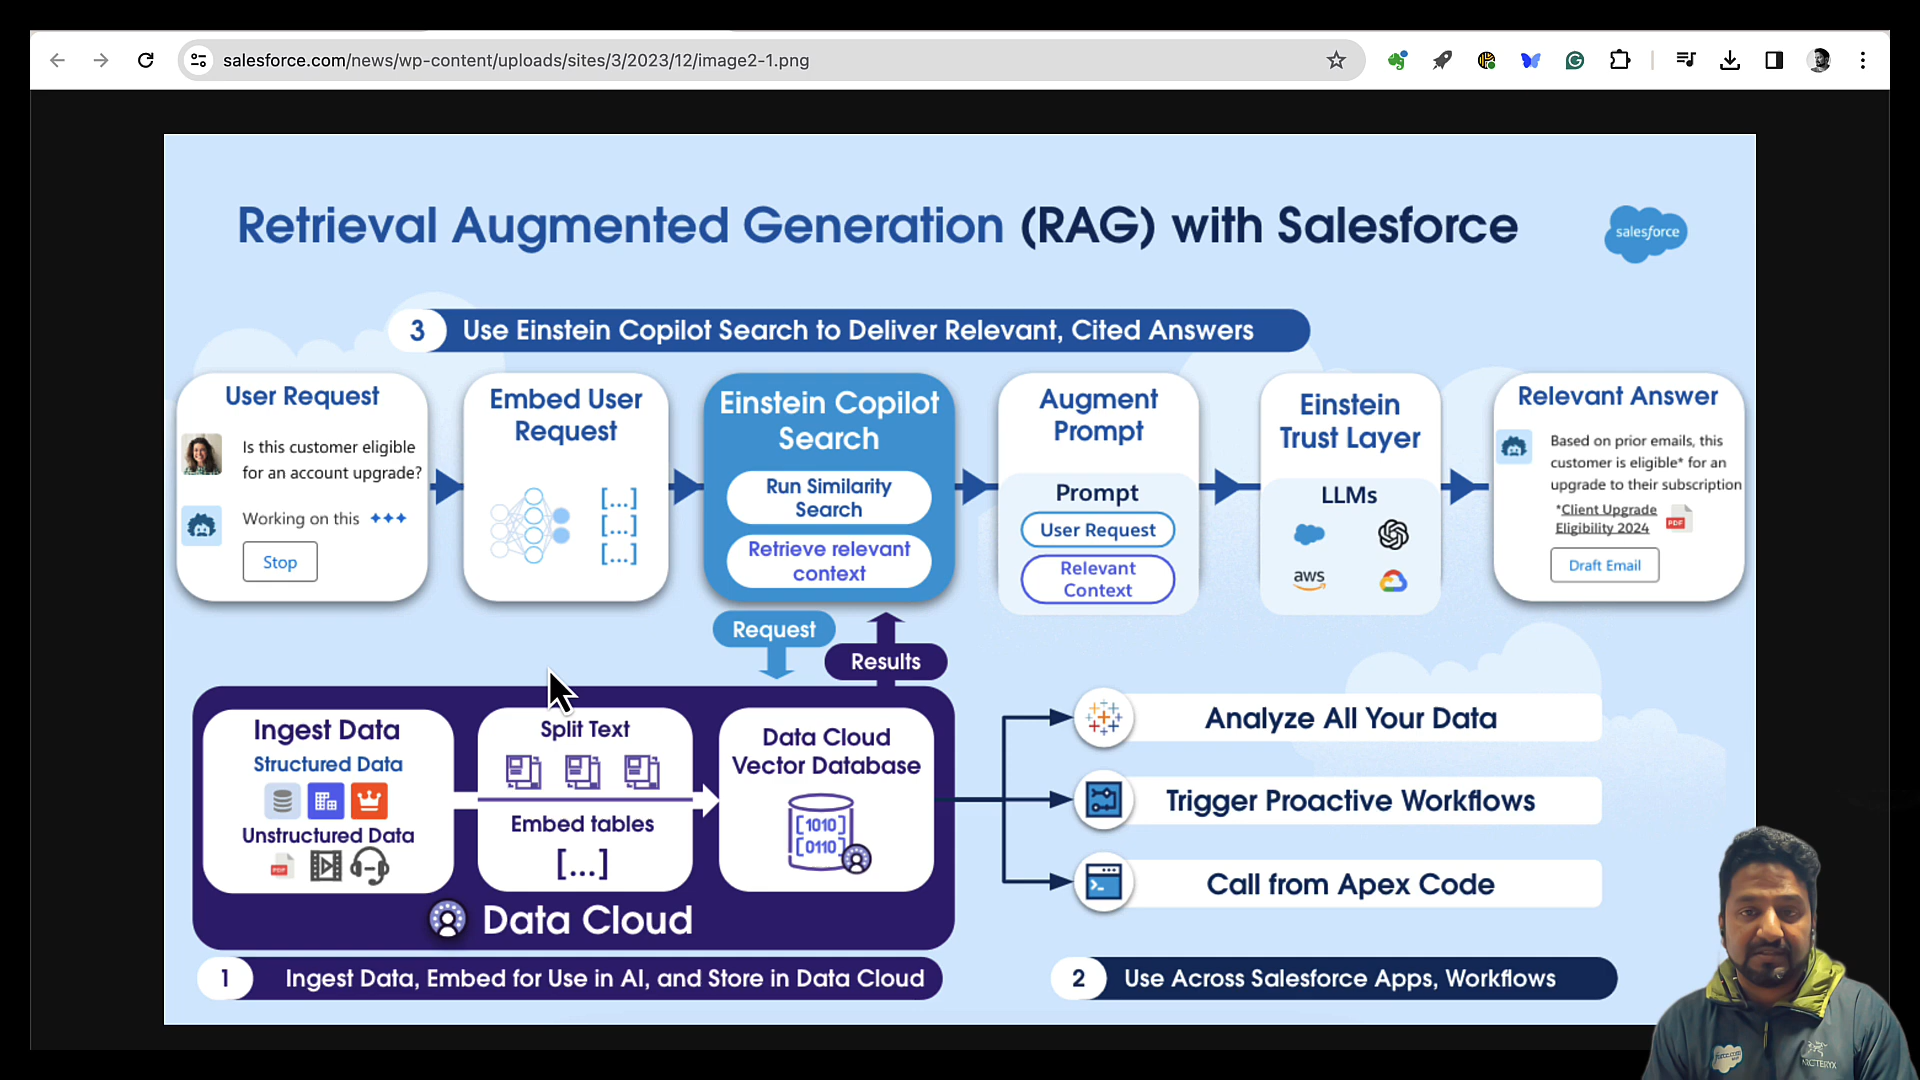 salesforce.com/news/wp-content/uploads/sites/3/2023/12/image2-1.png
Retrieval Augmented Generation (RAG) with Salesforce
salesforce
3 Use Einstein Copilot Search to Deliver Relevant, Cited Answers
User Request
Is this customer eligible
for an account upgrade?
Working on this
Stop
Embed User
Request
[...]
[...]
[...]
Einstein Copilot
Search
Run Similarity
Search
Retrieve relevant
context
Augment
Prompt
Prompt
User Request
Relevant
Context
Einstein
Trust Layer
LLMs
aws
Relevant Answer
Based on prior emails, this
customer is eligible* for an
upgrade to their subscription
*Client Upgrade
Eligibility 2024
PDF
Draft Email
Request
Results
Ingest Data
Structured Data
Unstructured Data
PDF
Split Text
Embed tables
[...]
Data Cloud
Vector Database
[1010]
[0110]
Data Cloud
Analyze All Your Data
Trigger Proactive Workflows
Call from Apex Code
1 Ingest Data, Embed for Use in AI, and Store in Data Cloud
2 Use Across Salesforce Apps, Workflows
ARC'TERYX